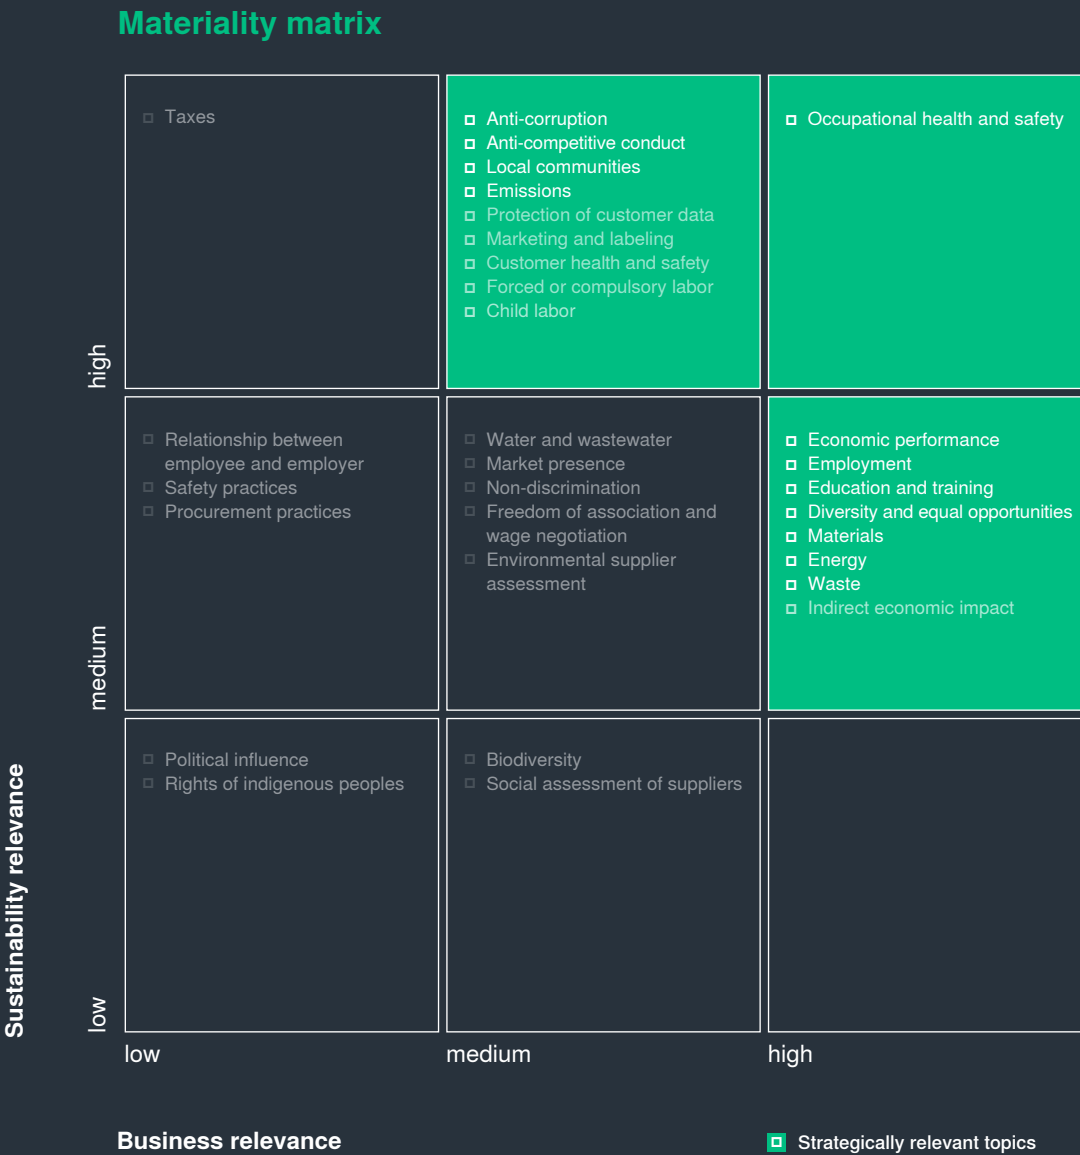 Materiality matrix
Taxes
Anti-corruption
Anti-competitive conduct
Local communities
Emissions
Protection of customer data
Marketing and labeling
Customer health and safety
Forced or compulsory labor
Child labor
Occupational health and safety
high
Relationship between
employee and employer
Safety practices
Procurement practices
Water and wastewater
Market presence
Non-discrimination
Freedom of association and
wage negotiation
Environmental supplier
assessment
Economic performance
Employment
Education and training
Diversity and equal opportunities
Materials
Energy
Waste
Indirect economic impact
medium
Political influence
Rights of indigenous peoples
Biodiversity
Social assessment of suppliers
low
Sustainability relevance
low
medium
high
Business relevance
Strategically relevant topics